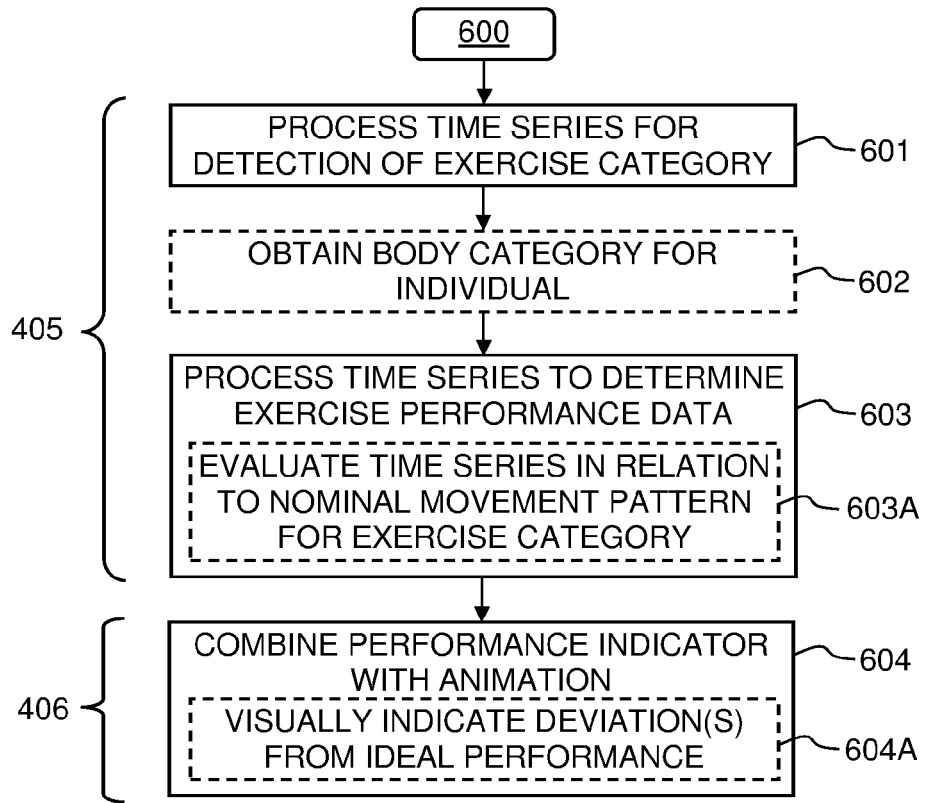 600
PROCESS TIME SERIES FOR
DETECTION OF EXERCISE CATEGORY
601
OBTAIN BODY CATEGORY FOR
INDIVIDUAL
602
405
PROCESS TIME SERIES TO DETERMINE
EXERCISE PERFORMANCE DATA
603
EVALUATE TIME SERIES IN RELATION
TO NOMINAL MOVEMENT PATTERN
FOR EXERCISE CATEGORY
603A
COMBINE PERFORMANCE INDICATOR
WITH ANIMATION
604
406
VISUALLY INDICATE DEVIATION(S)
FROM IDEAL PERFORMANCE
604A